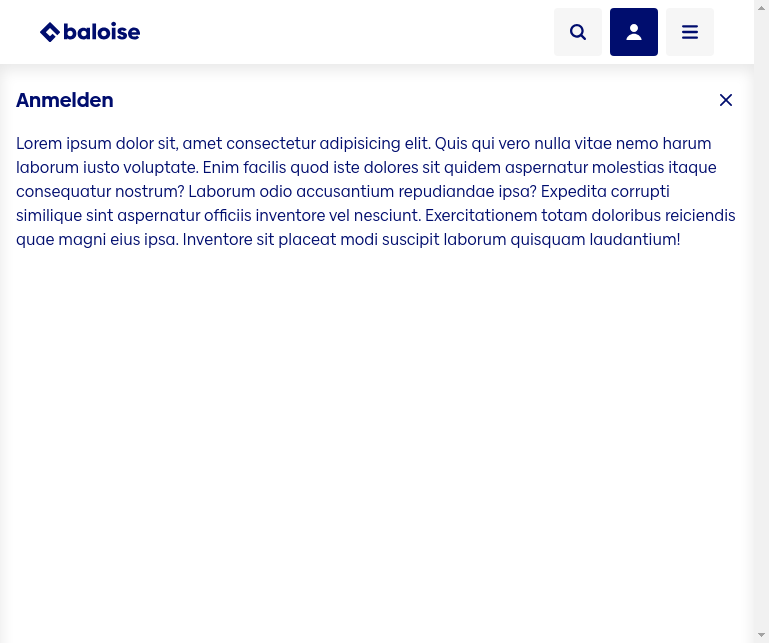 baloise
Anmelden
Lorem ipsum dolor sit, amet consectetur adipisicing elit. Quis qui vero nulla vitae nemo harum
laborum iusto voluptate. Enim facilis quod iste dolores sit quidem aspernatur molestias itaque
consequatur nostrum? Laborum odio accusantium repudiandae ipsa? Expedita corrupti
similique sint aspernatur officiis inventore vel nesciunt. Exercitationem totam doloribus reiciendis
quae magni eius ipsa. Inventore sit placeat modi suscipit laborum quisquam laudantium!